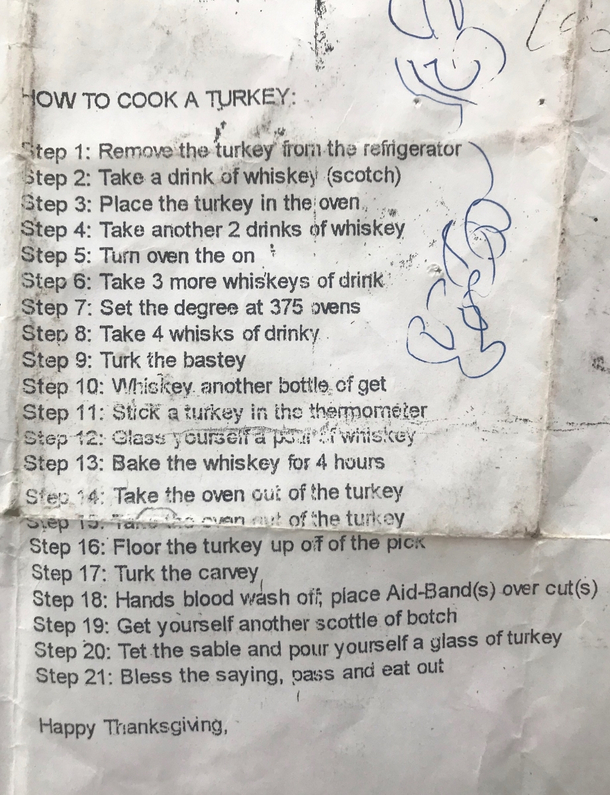 HOW TO COOK A TURKEY:
Step 1: Remove the turkey from the refrigerator
Step 2: Take a drink of whiskey (scotch)
Step 3: Place the turkey in the oven
Step 4: Take another 2 drinks of whiskey
Step 5: Turn oven the on
Step 6: Take 3 more whiskeys of drink
Step 7: Set the degree at 375 ovens
Step 8: Take 4 whisks of drinky
Step 9: Turk the bastey
Step 10: Whiskey another bottle of get
Step 11: Stick a turkey in the thermometer
Step 12: Glass yourself a pour of whiskey
Step 13: Bake the whiskey for 4 hours
Step 14: Take the oven out of the turkey
Step 15: Take the oven out of the turkey
Step 16: Floor the turkey up off of the pick
Step 17: Turk the carvey
Step 18: Hands blood wash off; place Aid-Band(s) over cut(s)
Step 19: Get yourself another scottle of botch
Step 20: Tet the sable and pour yourself a glass of turkey
Step 21: Bless the saying, pass and eat out
Happy Thanksgiving,